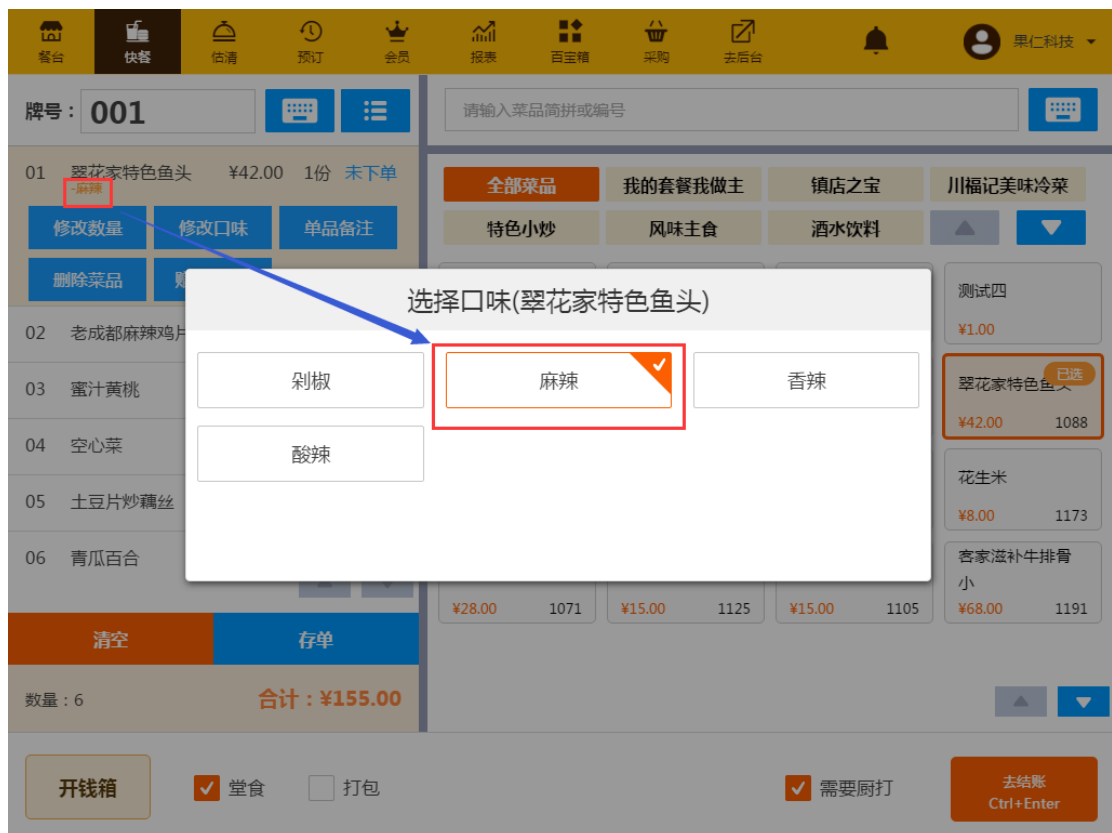 餐台 快餐 估清 预订 会员 报表 百宝箱 采购 去后台 果仁科技
牌号： 001
请输入菜品简拼或编号
01 翠花家特色鱼头 ¥42.00 1份 未下单
-麻辣
修改数量 修改口味 单品备注
删除菜品
02 老成都麻辣鸡片
03 蜜汁黄桃
04 空心菜
05 土豆片炒藕丝
06 青瓜百合
清空 存单
数量：6 合计：¥155.00
全部菜品 我的套餐我做主 镇店之宝 川福记美味冷菜
特色小炒 风味主食 酒水饮料
选择口味(翠花家特色鱼头)
剁椒 麻辣 香辣
酸辣
测试四
¥1.00
翠花家特色鱼头 已选
¥42.00 1088
花生米
¥8.00 1173
¥28.00 1071 ¥15.00 1125 ¥15.00 1105
客家滋补牛排骨
小
¥68.00 1191
开钱箱 堂食 打包 需要厨打
去结账
Ctrl+Enter